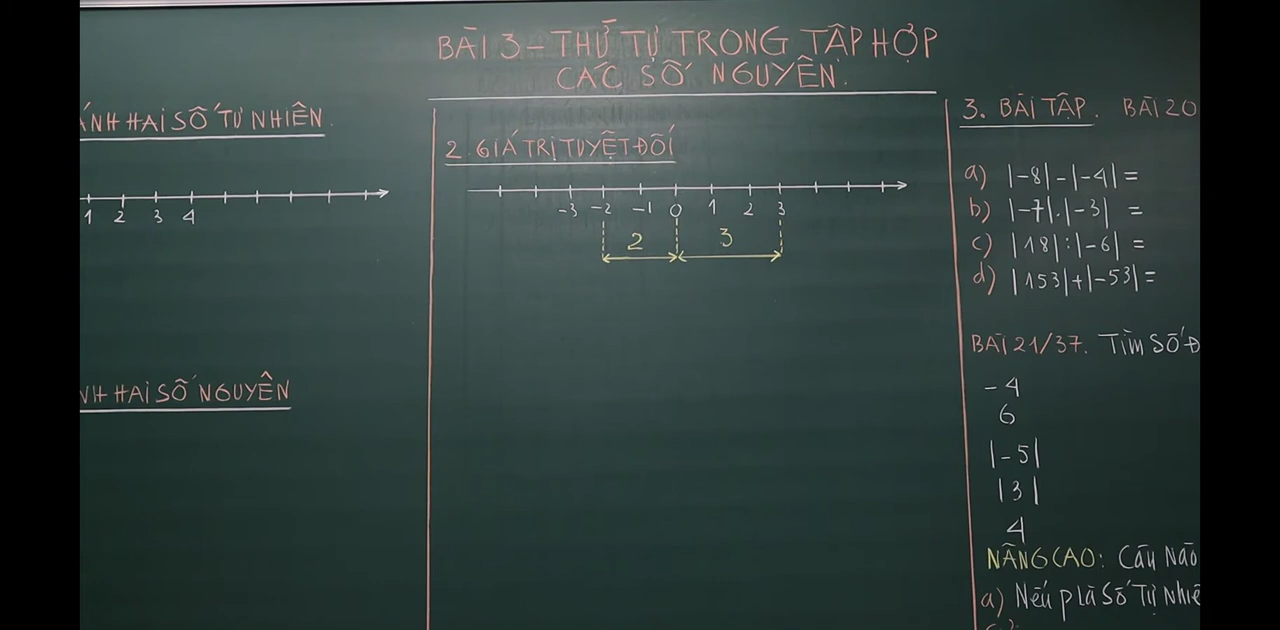 BÀI 3 – THỨ TỰ TRONG TẬP HỢP
CÁC SỐ NGUYÊN.
ÁNH HAI SỐ TỰ NHIÊN.
1 2 3 4
NH HAI SỐ NGUYÊN
2. GIÁ TRỊ TUYỆT ĐỐI
-3 -2 -1 0 1 2 3
2 3
3. BÀI TẬP. BÀI 20
a) |-8| - |-4| =
b) |-7| . |-3| =
c) |18| : |-6| =
d) |153| + |-53| =
BÀI 21/37. TÌM SỐ Đ
-4
6
|-5|
|3|
4
NÂNG CAO: Câu Nào
a) Nếu p là Số Tự Nhiê